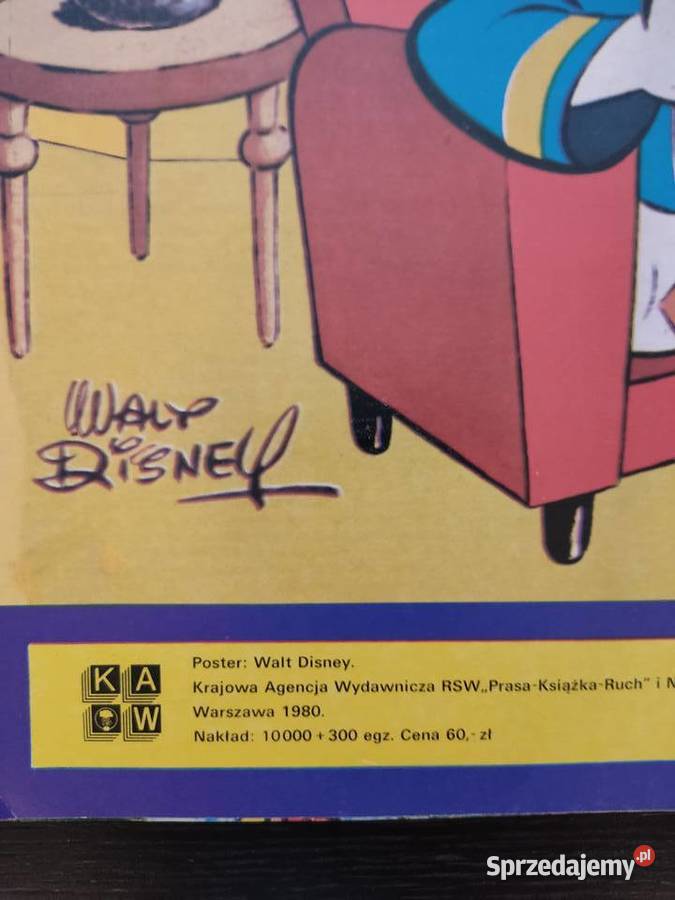 WALT
DISNEY
K A
W
Poster: Walt Disney.
Krajowa Agencja Wydawnicza RSW„Prasa-Książka-Ruch" i
Warszawa 1980.
Nakład: 10000 + 300 egz. Cena 60,- zł
Sprzedajemy.pl